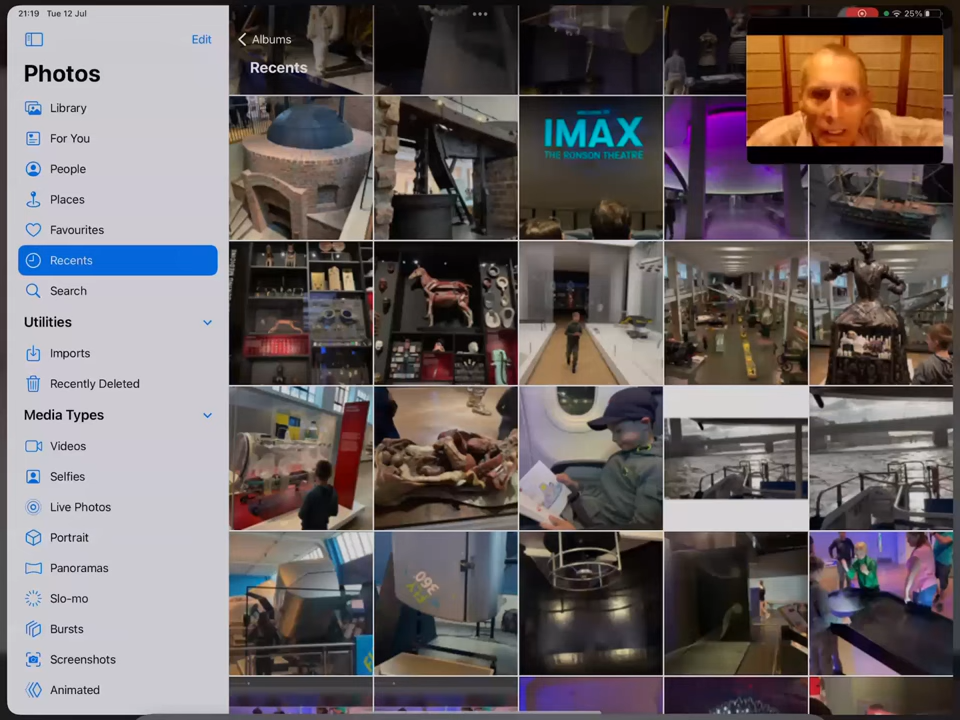 21:19 Tue 12 Jul
25%
Edit
Albums
Photos
Recents
Library
For You
People
Places
Favourites
Recents
Search
Utilities
Imports
Recently Deleted
Media Types
Videos
Selfies
Live Photos
Portrait
Panoramas
Slo-mo
Bursts
Screenshots
Animated
IMAX
THE RONSON THEATRE
360
FLY